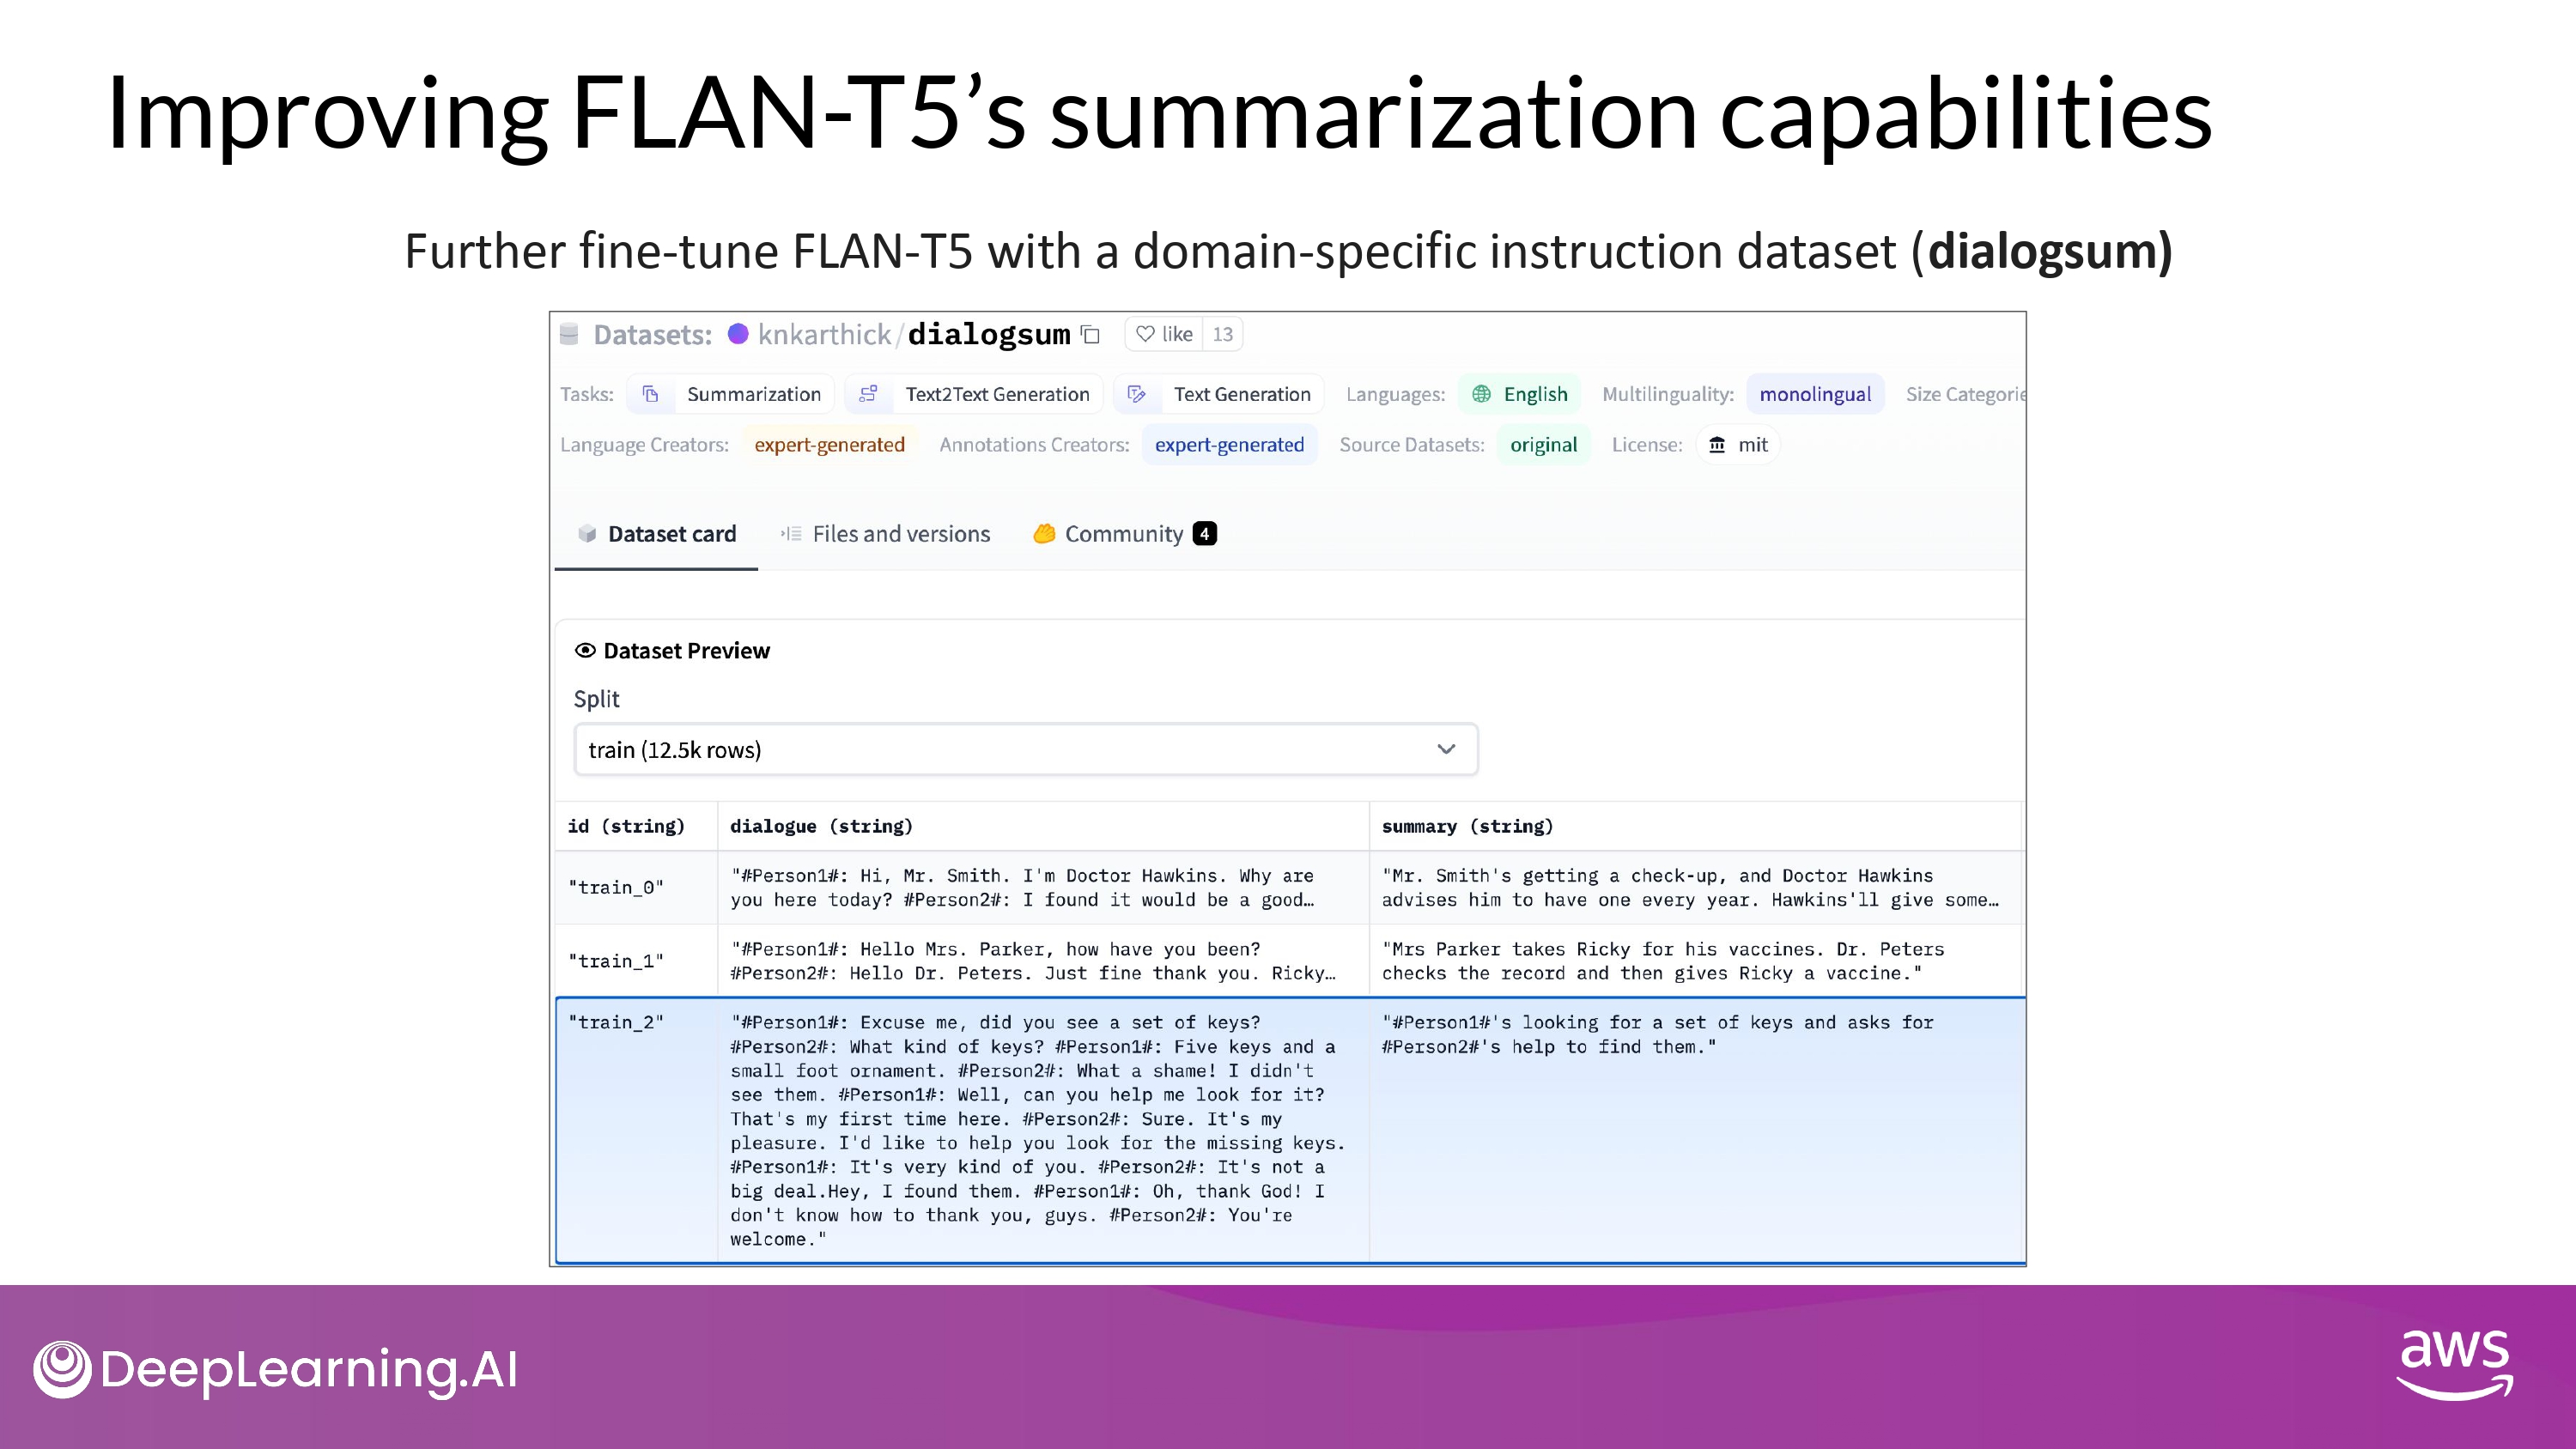 Improving FLAN-T5’s summarization capabilities
Further fine-tune FLAN-T5 with a domain-specific instruction dataset (dialogsum)
Datasets: knkarthick/dialogsum like 13
Tasks: Summarization Text2Text Generation Text Generation Languages: English Multilinguality: monolingual Size Categorie
Language Creators: expert-generated Annotations Creators: expert-generated Source Datasets: original License: mit
Dataset card Files and versions Community 4
Dataset Preview
Split
train (12.5k rows)
id (string) dialogue (string) summary (string)
"train_0"
"#Person1#: Hi, Mr. Smith. I'm Doctor Hawkins. Why are
you here today? #Person2#: I found it would be a good…
"Mr. Smith's getting a check-up, and Doctor Hawkins
advises him to have one every year. Hawkins'll give some…
"train_1"
"#Person1#: Hello Mrs. Parker, how have you been?
#Person2#: Hello Dr. Peters. Just fine thank you. Ricky…
"Mrs Parker takes Ricky for his vaccines. Dr. Peters
checks the record and then gives Ricky a vaccine."
"train_2"
"#Person1#: Excuse me, did you see a set of keys?
#Person2#: What kind of keys? #Person1#: Five keys and a
small foot ornament. #Person2#: What a shame! I didn't
see them. #Person1#: Well, can you help me look for it?
That's my first time here. #Person2#: Sure. It's my
pleasure. I'd like to help you look for the missing keys.
#Person1#: It's very kind of you. #Person2#: It's not a
big deal.Hey, I found them. #Person1#: Oh, thank God! I
don't know how to thank you, guys. #Person2#: You're
welcome."
"#Person1#'s looking for a set of keys and asks for
#Person2#'s help to find them."
DeepLearning.AI
aws